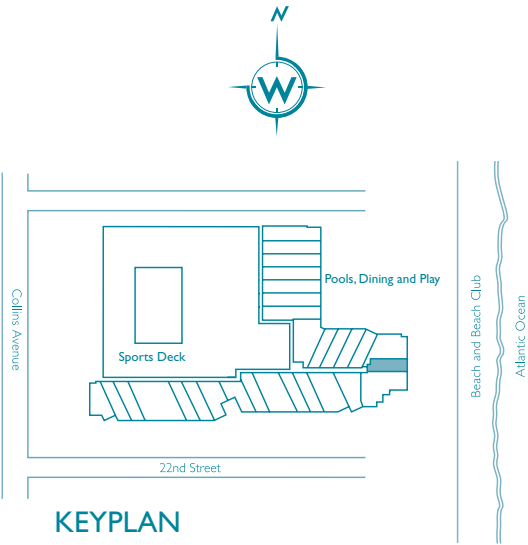 N
W
Pools, Dining and Play
Sports Deck
Collins Avenue
Beach and Beach Club
Atlantic Ocean
22nd Street
KEYPLAN